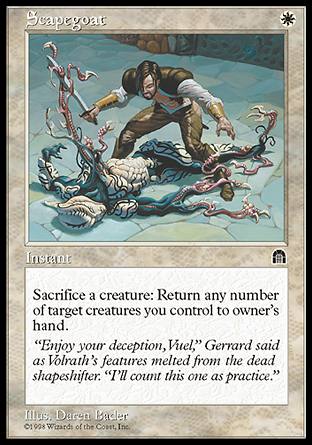 Scapegoat
Instant
Sacrifice a creature: Return any number
of target creatures you control to owner's
hand.
"Enjoy your deception, Vuel," Gerrard said
as Volrath's features melted from the dead
shapeshifter. "I'll count this one as practice."
Illus. Daren Bader
©1998 Wizards of the Coast, Inc.